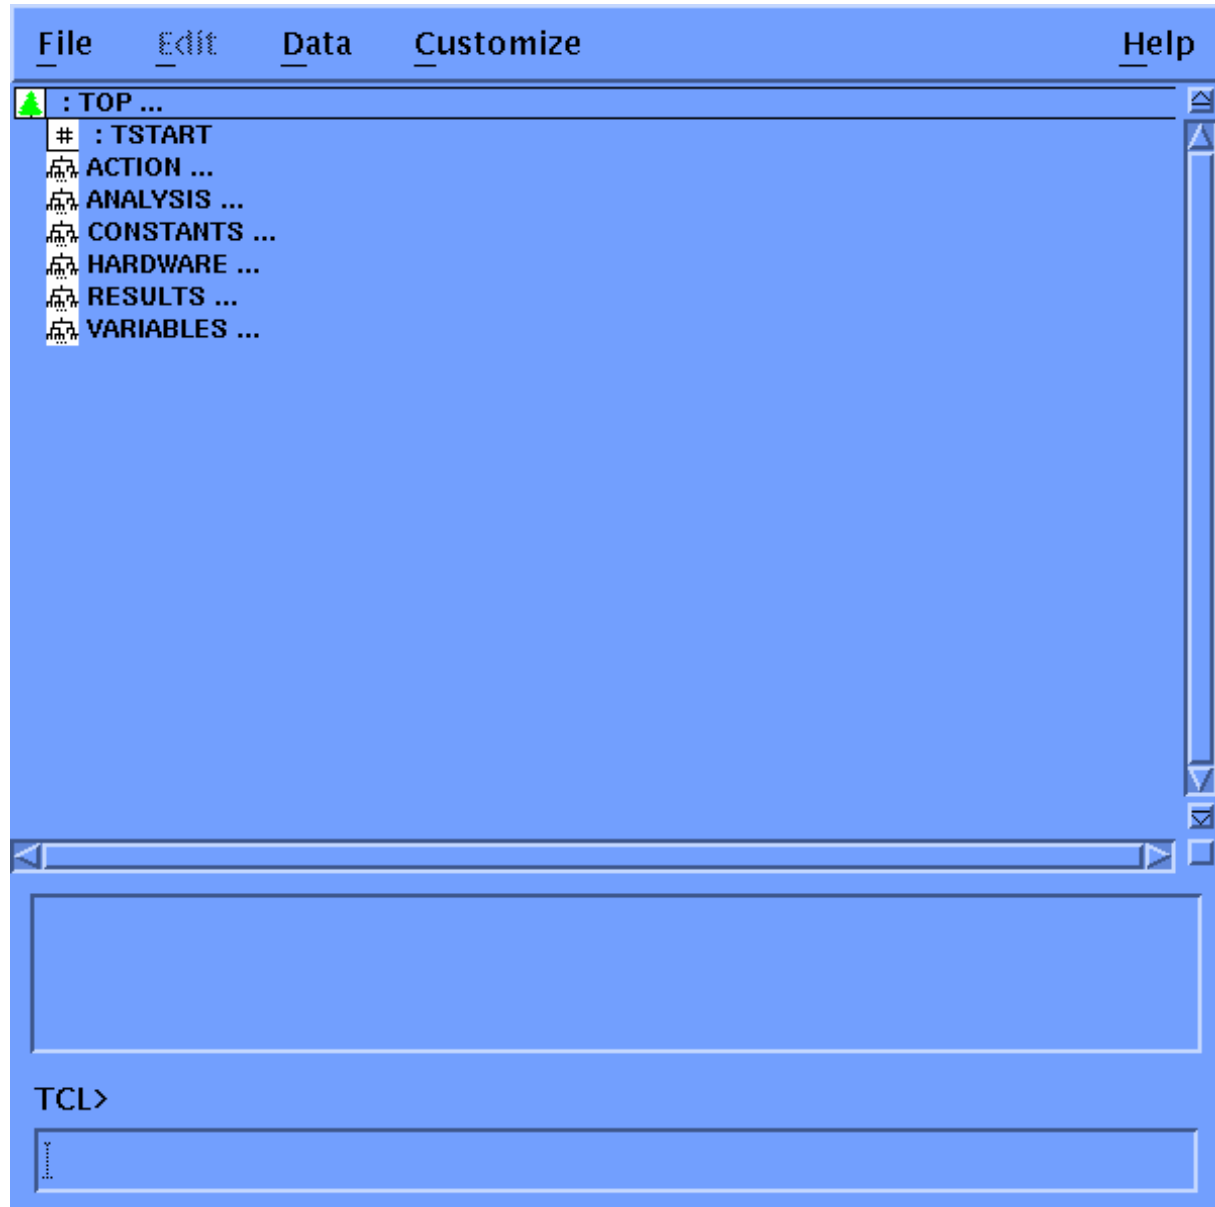 File Edit Data Customize Help
: TOP ...
# : TSTART
ACTION ...
ANALYSIS ...
CONSTANTS ...
HARDWARE ...
RESULTS ...
VARIABLES ...
TCL>